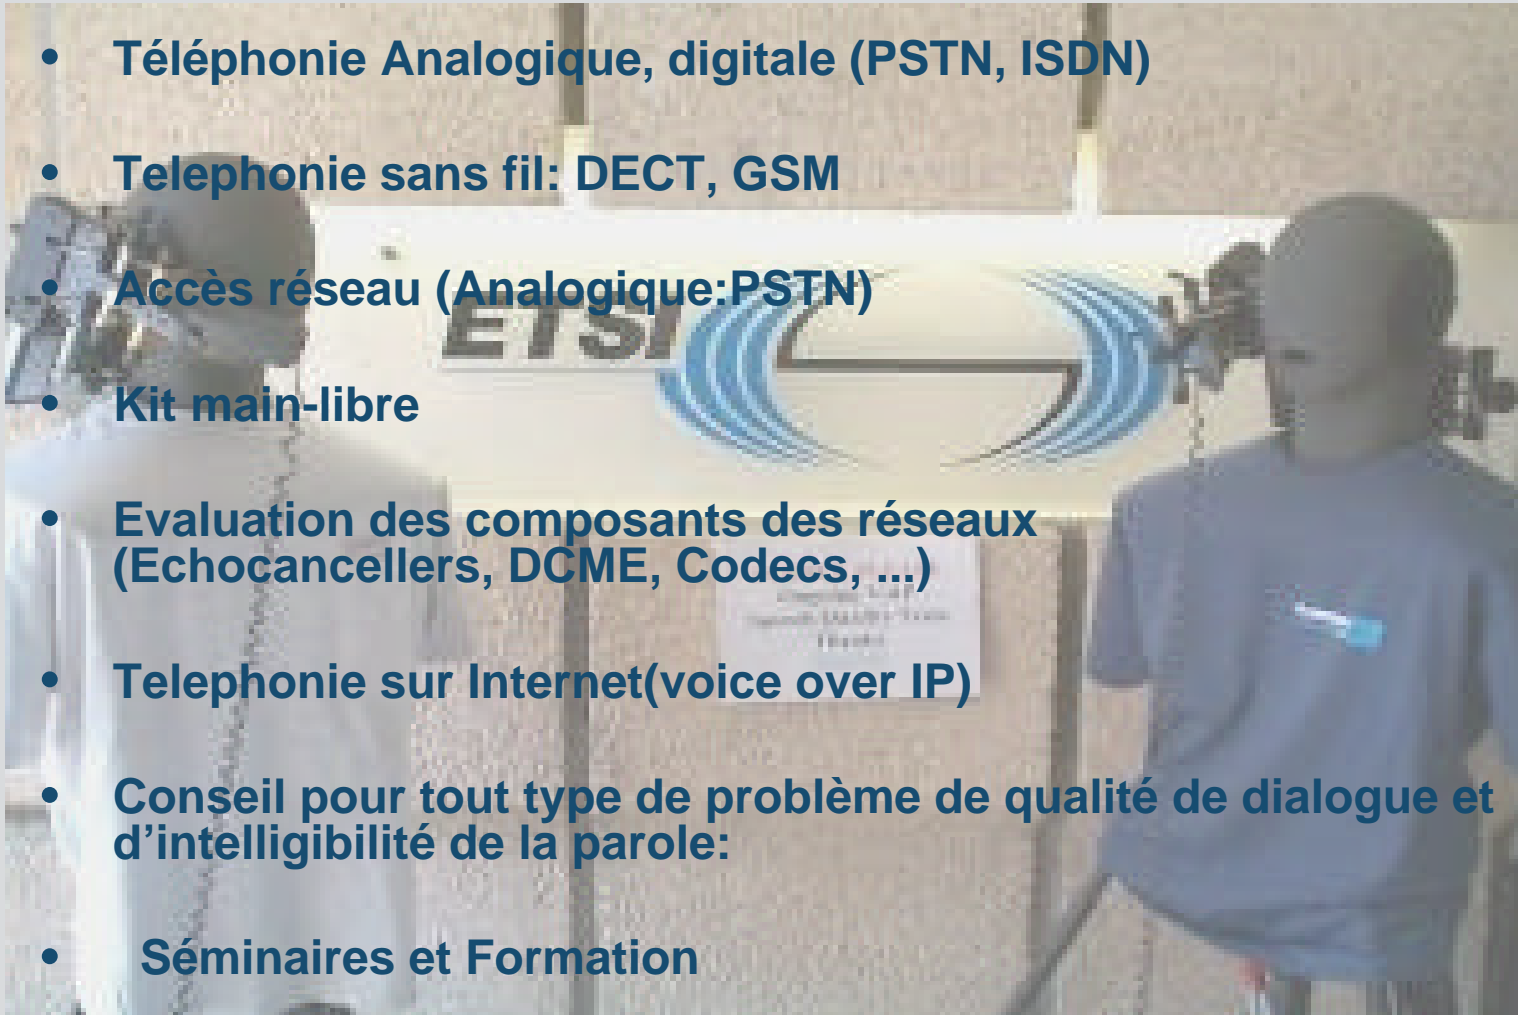 • Téléphonie Analogique, digitale (PSTN, ISDN)
• Telephonie sans fil: DECT, GSM
• Accès réseau (Analogique:PSTN)
ETSI
• Kit main-libre
• Evaluation des composants des réseaux
(Echocancellers, DCME, Codecs, ...)
• Telephonie sur Internet(voice over IP)
• Conseil pour tout type de problème de qualité de dialogue et
d’intelligibilité de la parole:
• Séminaires et Formation